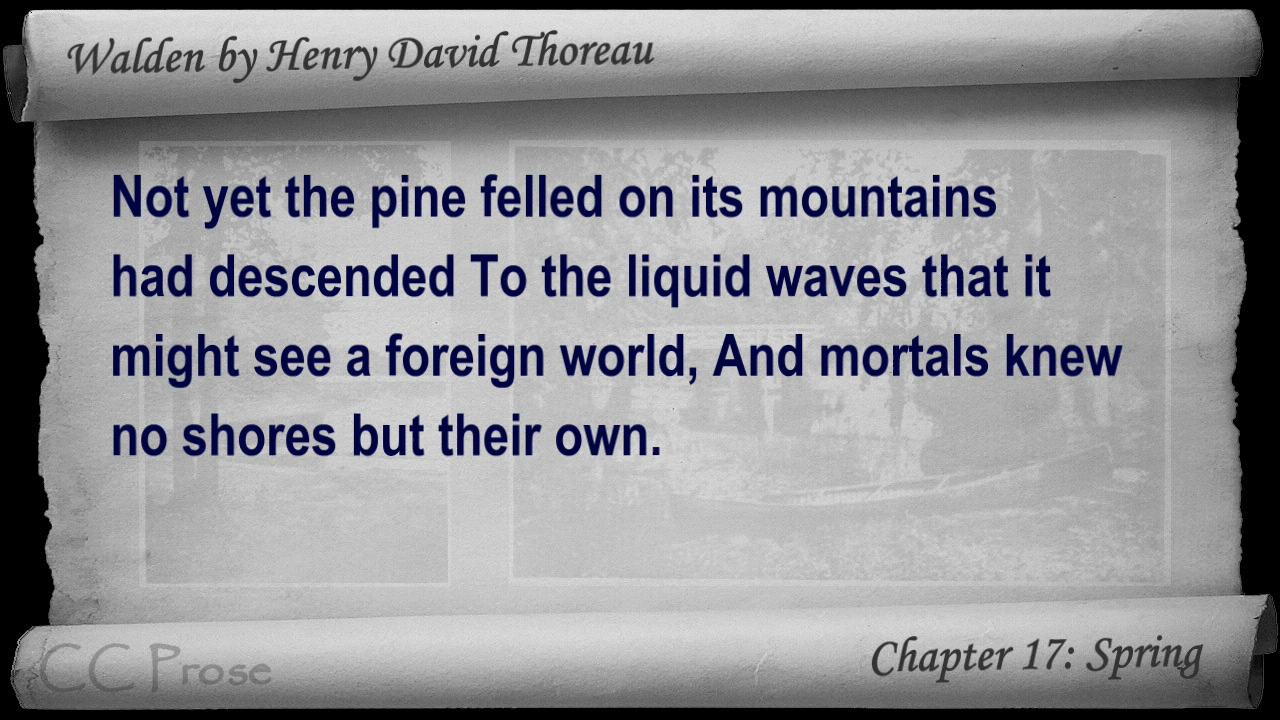 Walden by Henry David Thoreau
Not yet the pine felled on its mountains
had descended To the liquid waves that it
might see a foreign world, And mortals knew
no shores but their own.
CC Prose
Chapter 17: Spring